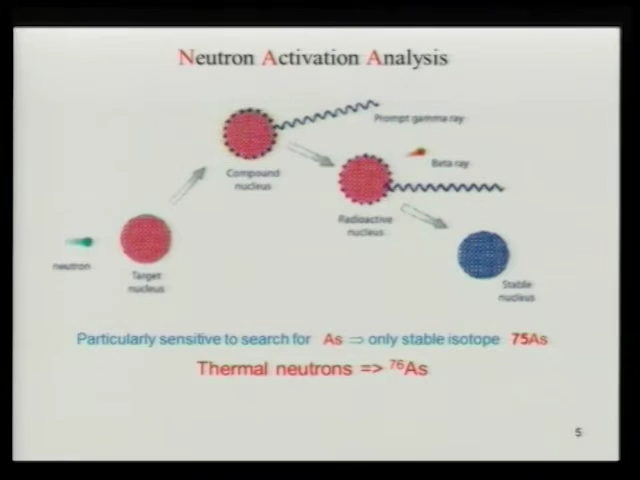 Neutron Activation Analysis
Prompt gamma ray
Compound
nucleus
Beta ray
Radioactive
nucleus
neutron
Target
nucleus
Stable
nucleus
Particularly sensitive to search for As ⇒ only stable isotope 75As
Thermal neutrons => ⁷⁶As
5